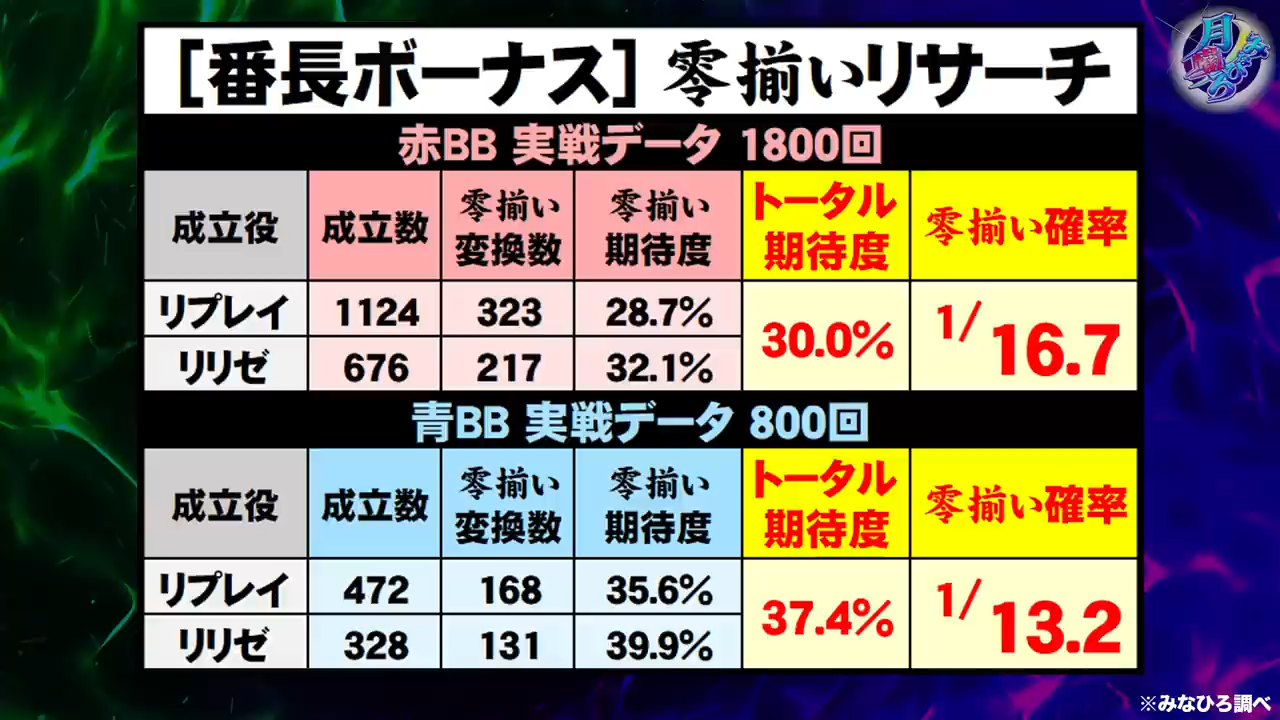 [番長ボーナス] 零揃いリサーチ
赤BB 実戦データ 1800回
成立役 成立数 零揃い変換数 零揃い期待度 トータル期待度 零揃い確率
リプレイ 1124 323 28.7% 30.0% 1/16.7
リリゼ 676 217 32.1%
青BB 実戦データ 800回
成立役 成立数 零揃い変換数 零揃い期待度 トータル期待度 零揃い確率
リプレイ 472 168 35.6% 37.4% 1/13.2
リリゼ 328 131 39.9%
※みなひろ調べ